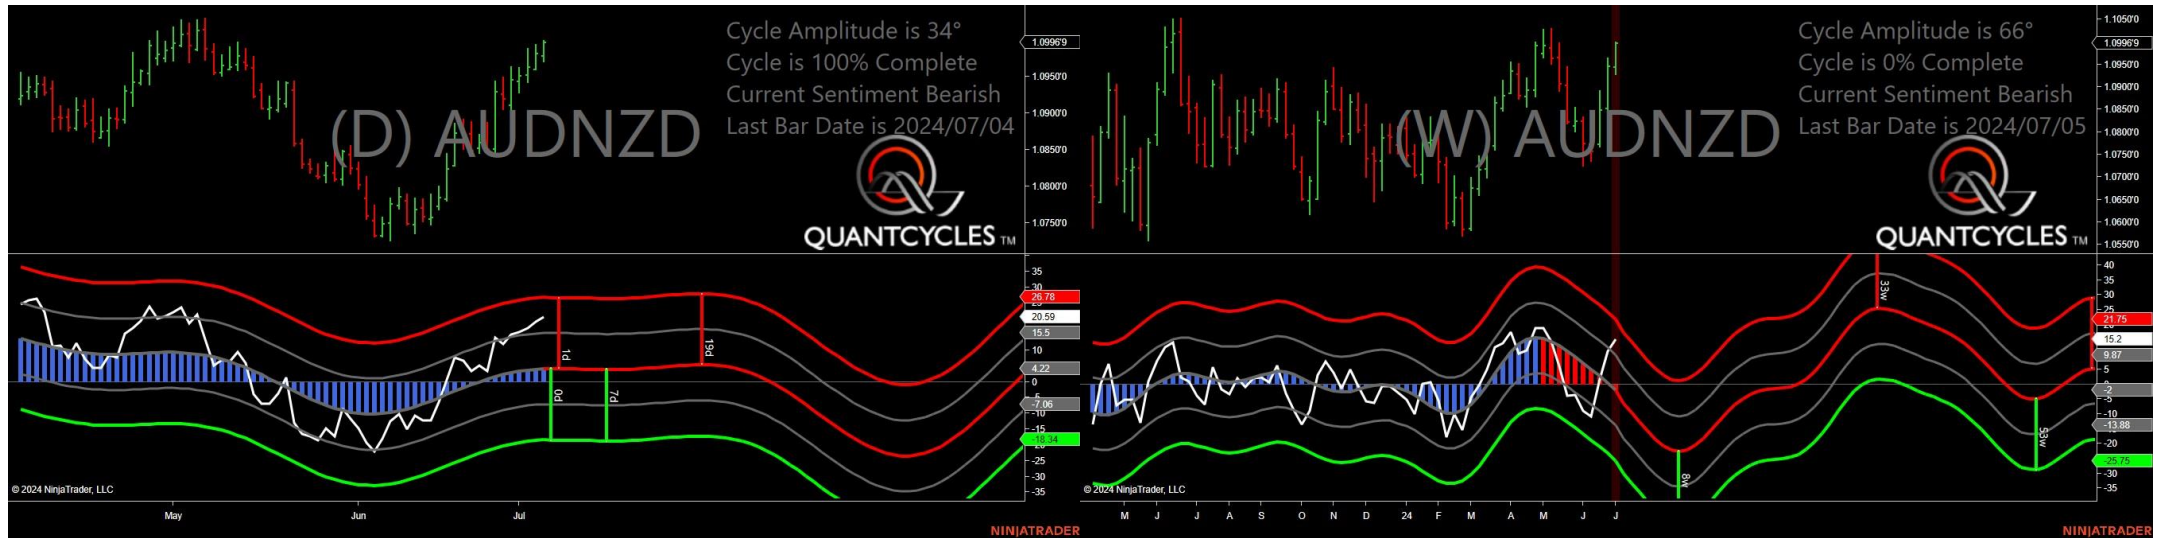 Cycle Amplitude is 34°
Cycle is 100% Complete
Current Sentiment Bearish
Last Bar Date is 2024/07/04
(D) AUDNZD
QUANTCYCLES TM
1.0996'9
1.0950'0
1.0900'0
1.0850'0
1.0800'0
1.0750'0
35
30
26.78
20.59
15.5
10
4.22
0
-7.06
-10
-15
-18.34
-25
-30
-35
1d
19d
0d
7d
© 2024 NinjaTrader, LLC
May
Jun
Jul
NINJATRADER
Cycle Amplitude is 66°
Cycle is 0% Complete
Current Sentiment Bearish
Last Bar Date is 2024/07/05
(W) AUDNZD
QUANTCYCLES TM
1.1050'0
1.0996'9
1.0950'0
1.0900'0
1.0850'0
1.0800'0
1.0750'0
1.0700'0
1.0650'0
1.0600'0
1.0550'0
40
35
30
25
21.75
15.2
9.87
5
-2
-5
-10
-13.88
-20
-25.75
-30
-35
33w
8w
53w
© 2024 NinjaTrader, LLC
M
J
J
A
S
O
N
D
24
F
M
A
M
J
J
NINJATRADER